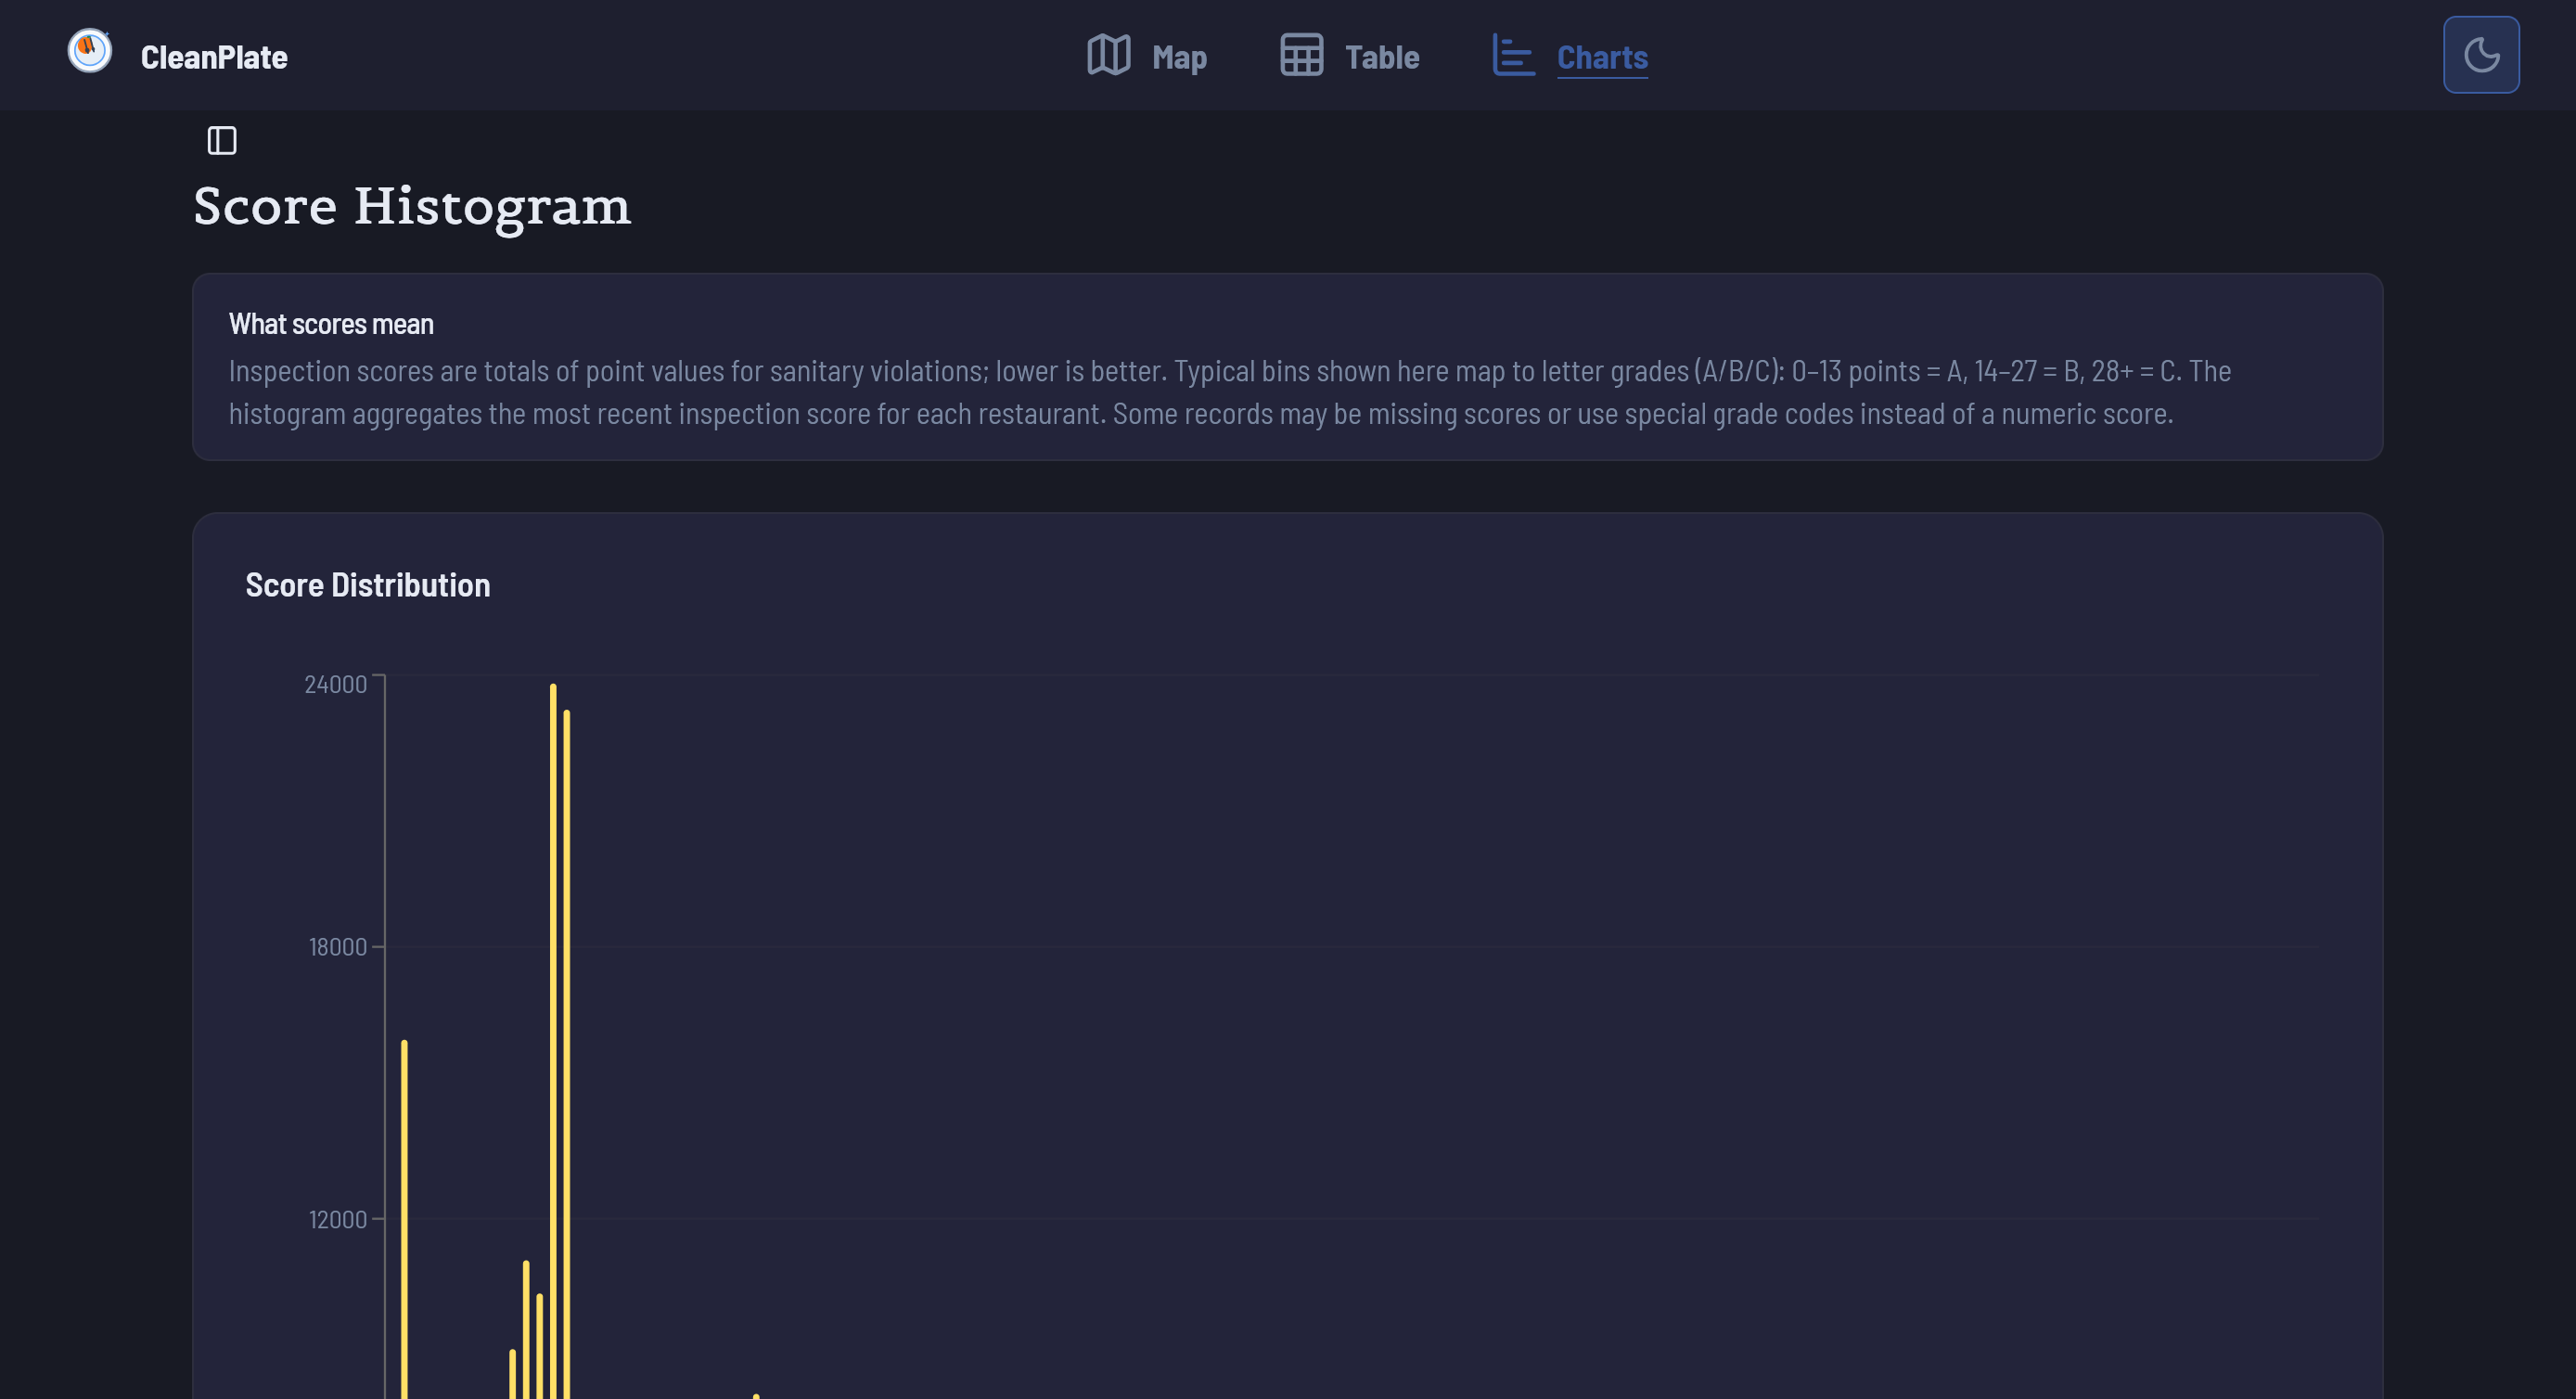 CleanPlate
Map
Table
Charts
Score Histogram
What scores mean
Inspection scores are totals of point values for sanitary violations; lower is better. Typical bins shown here map to letter grades (A/B/C): 0–13 points = A, 14–27 = B, 28+ = C. The
histogram aggregates the most recent inspection score for each restaurant. Some records may be missing scores or use special grade codes instead of a numeric score.
Score Distribution
24000
18000
12000